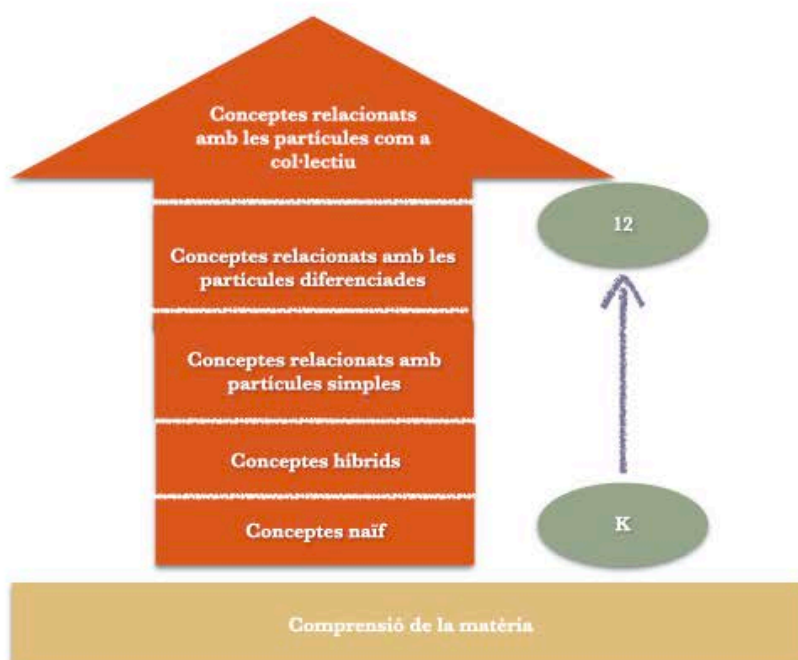 Conceptes relacionats
amb les partícules com a
col·lectiu
12
Conceptes relacionats amb les
partícules diferenciades
Conceptes relacionats amb
partícules simples
Conceptes híbrids
Conceptes naïf
K
Comprensió de la matèria